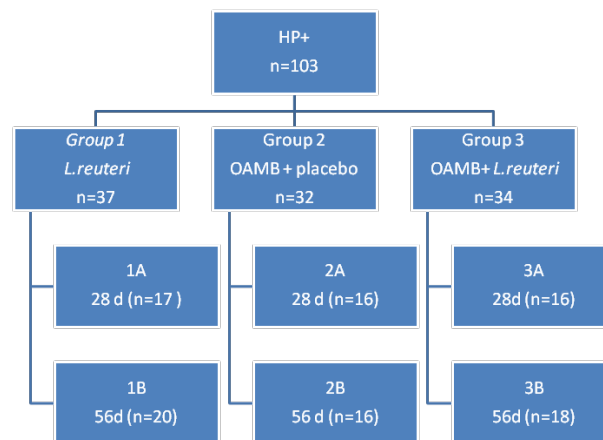 HP+
n=103
Group 1
L.reuteri
n=37
Group 2
OAMB + placebo
n=32
Group 3
OAMB+ L.reuteri
n=34
1A
28 d (n=17 )
2A
28 d (n=16)
3A
28d (n=16)
1B
56d (n=20)
2B
56 d (n=16)
3B
56d (n=18)